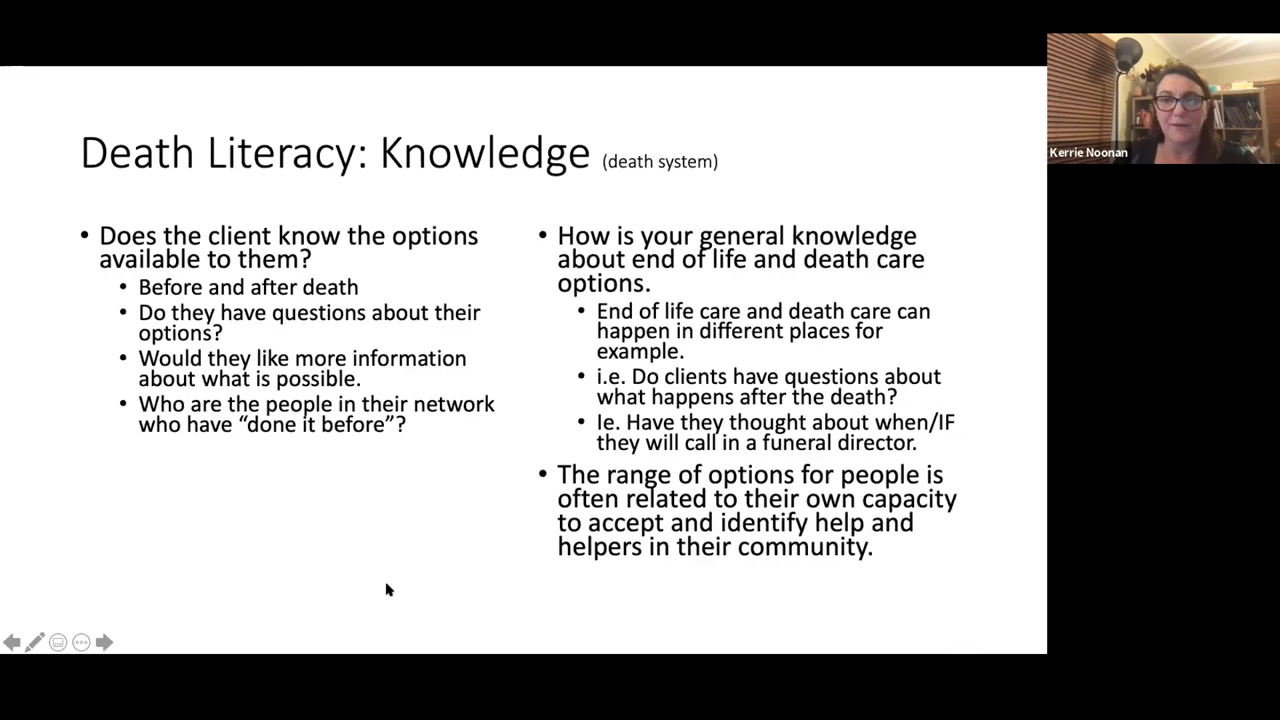 Death Literacy: Knowledge (death system)
• Does the client know the options
available to them?
• Before and after death
• Do they have questions about their
options?
• Would they like more information
about what is possible.
• Who are the people in their network
who have “done it before”?
• How is your general knowledge
about end of life and death care
options.
• End of life care and death care can
happen in different places for
example.
• i.e. Do clients have questions about
what happens after the death?
• Ie. Have they thought about when/IF
they will call in a funeral director.
• The range of options for people is
often related to their own capacity
to accept and identify help and
helpers in their community.
Kerrie Noonan